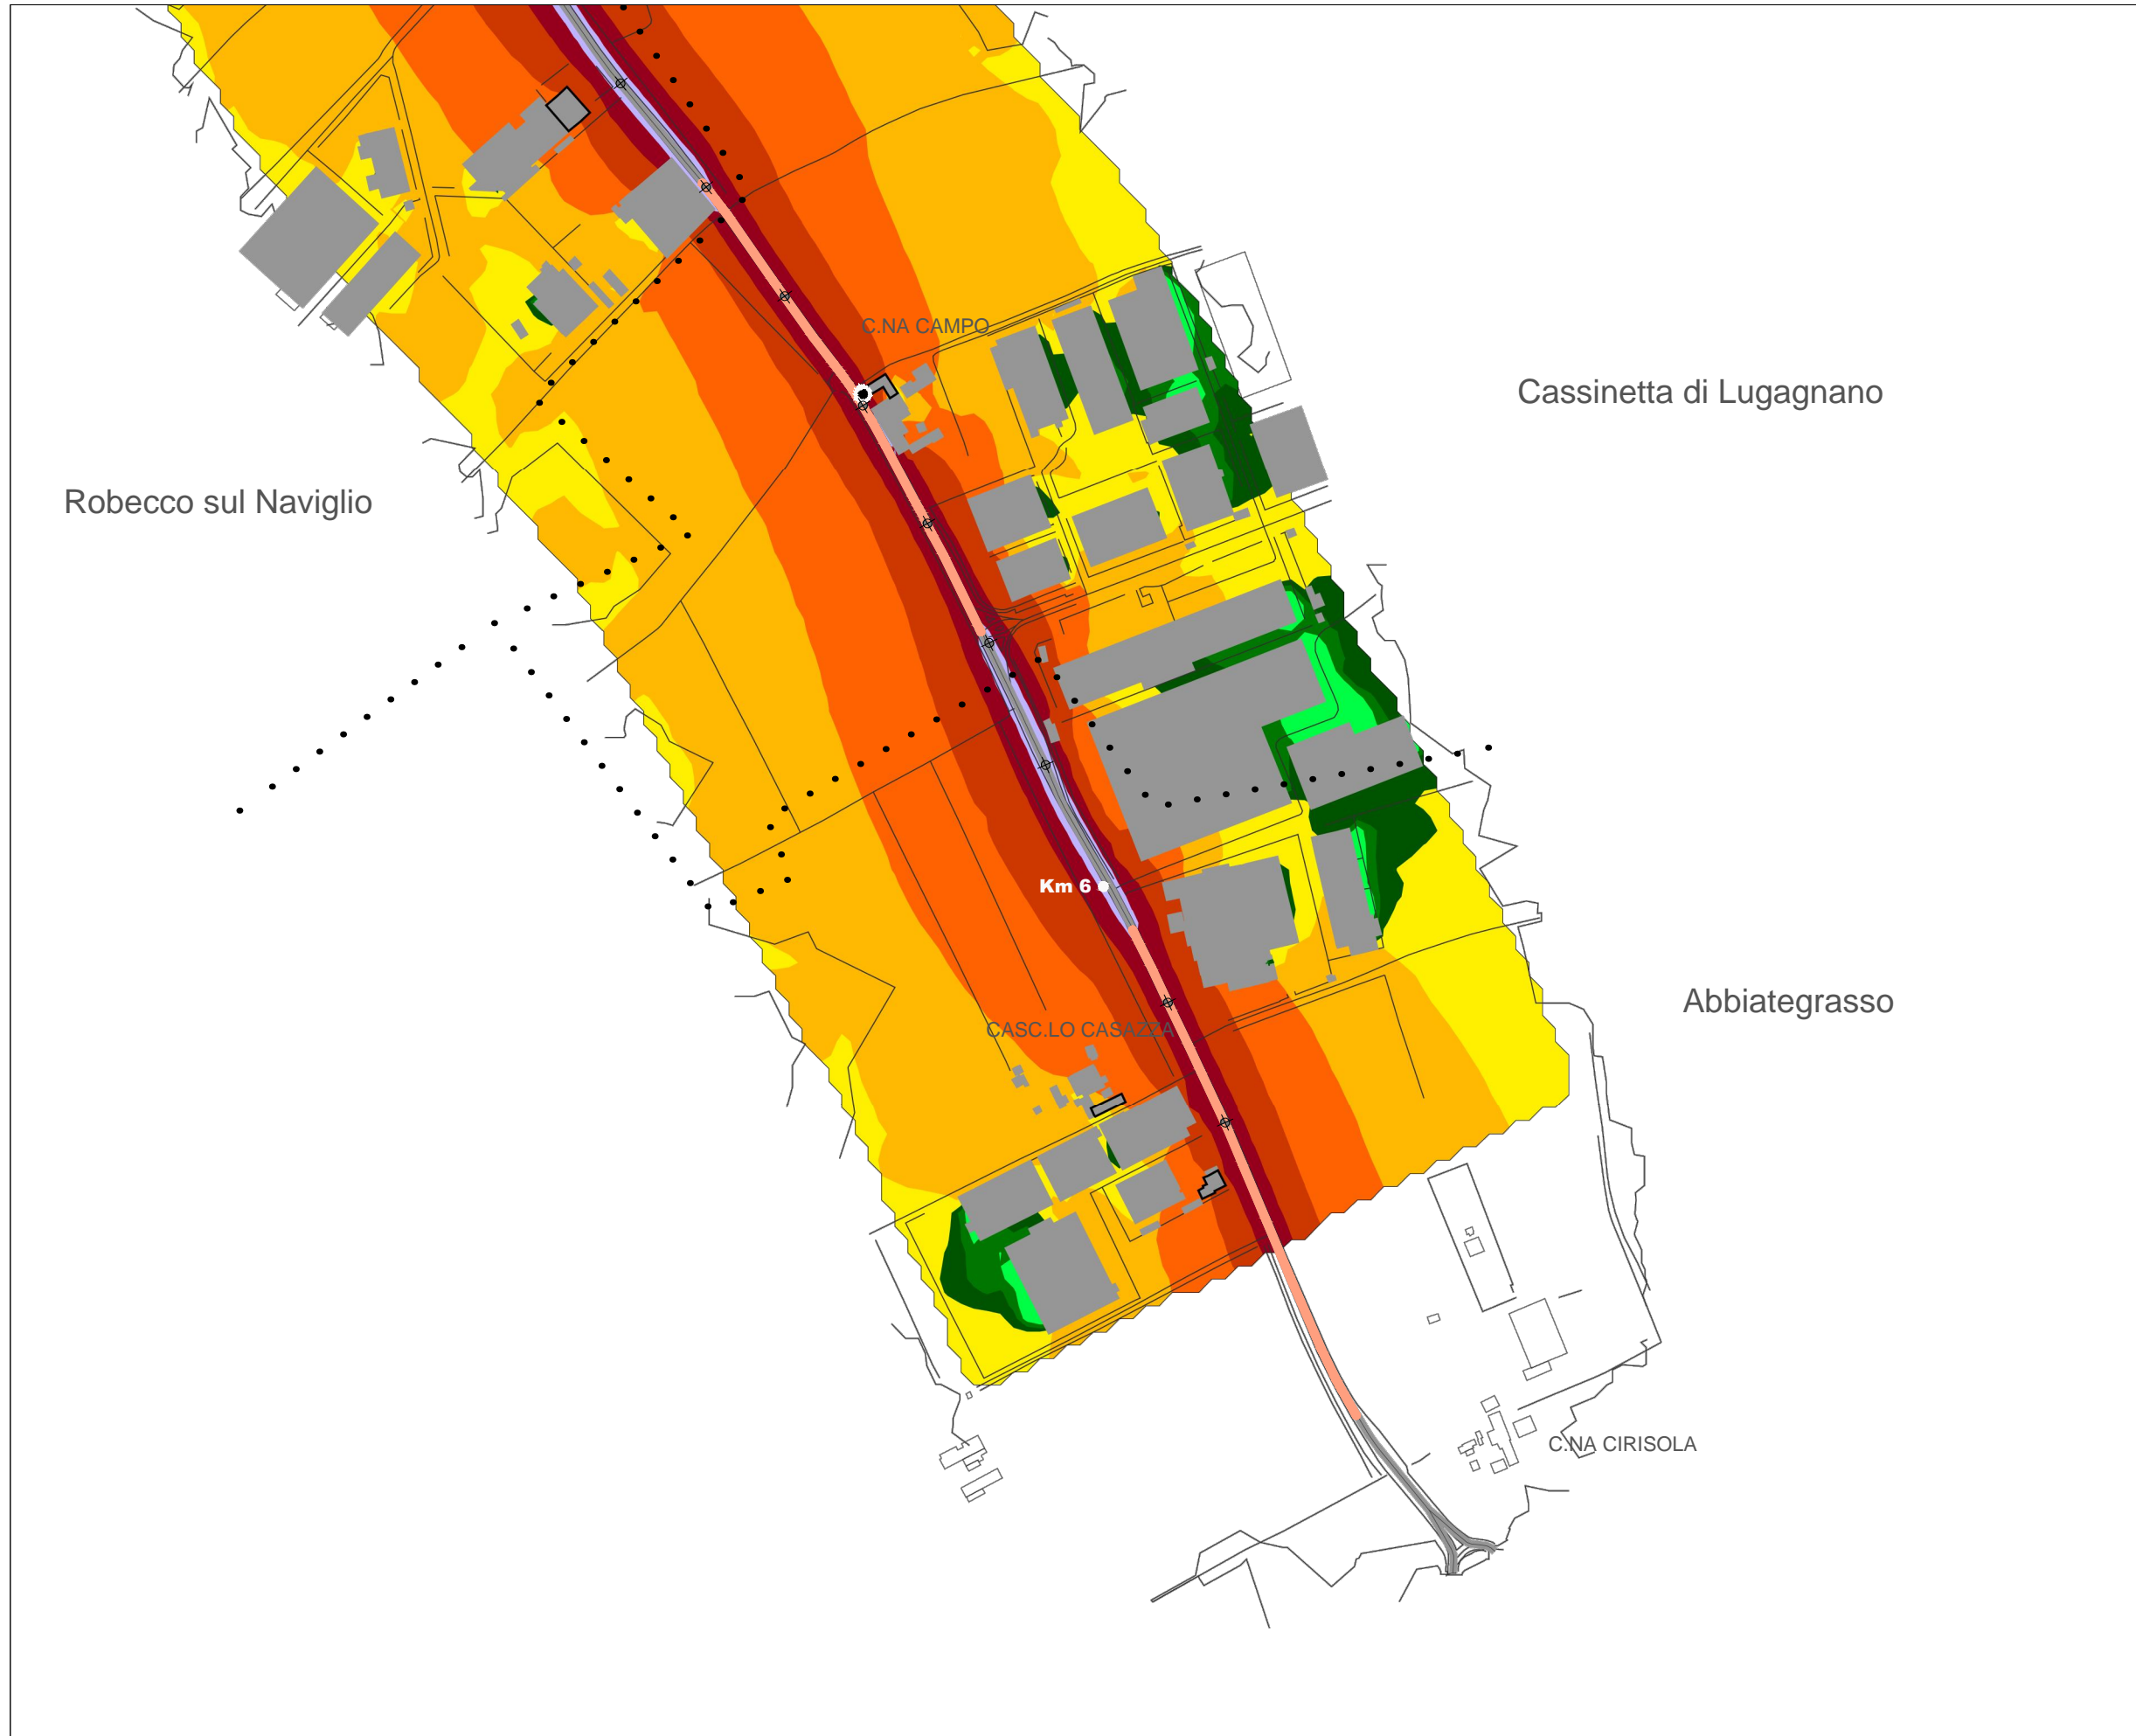 C.NA CAMPO
Cassinetta di Lugagnano
Robecco sul Naviglio
Km 6
Abbiategrasso
CASC.LO CASAZZA
C.NA CIRISOLA